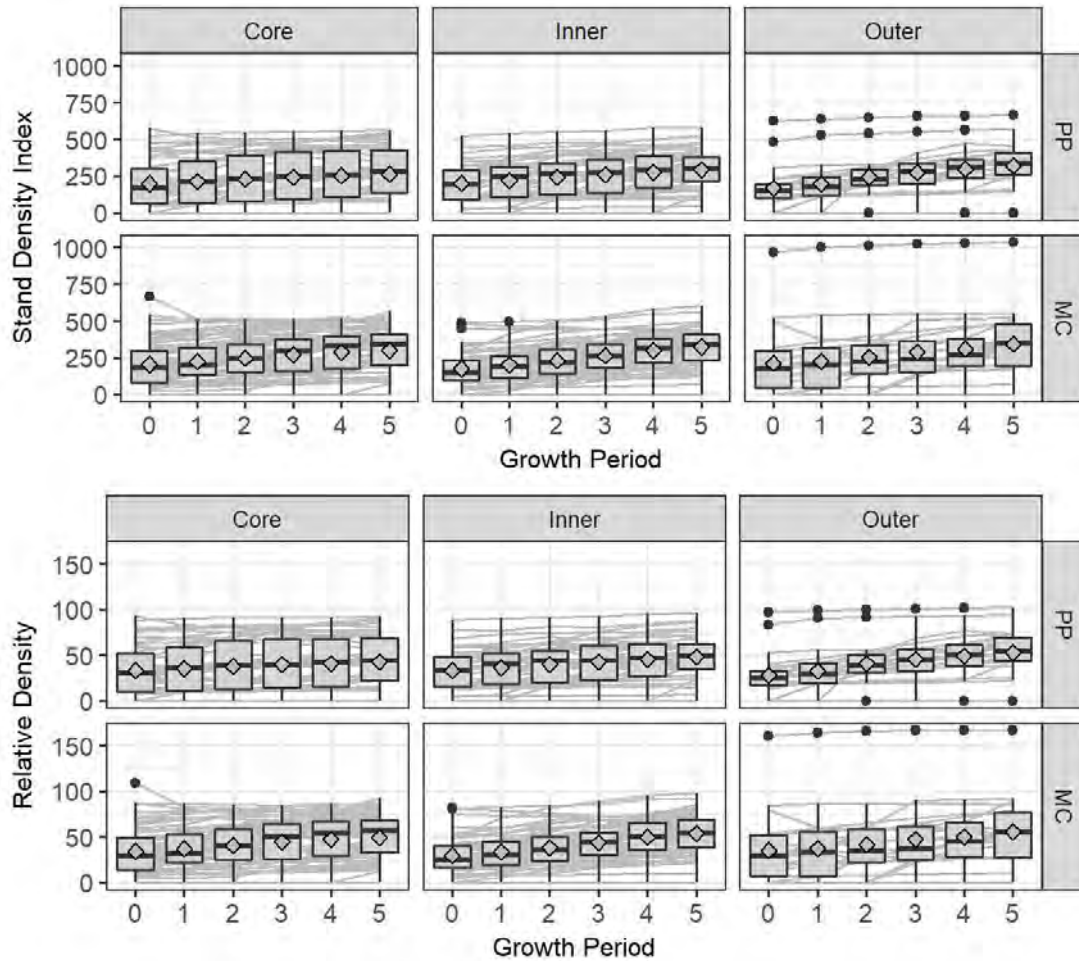 Core Inner Outer
1000
750
500
250
0
PP
1000
750
500
250
0
MC
Stand Density Index
0 1 2 3 4 5 0 1 2 3 4 5 0 1 2 3 4 5
Growth Period
Core Inner Outer
150
100
50
0
PP
150
100
50
0
MC
Relative Density
0 1 2 3 4 5 0 1 2 3 4 5 0 1 2 3 4 5
Growth Period